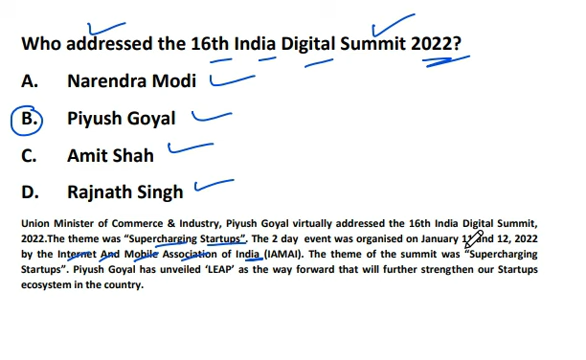 Who addressed the 16th India Digital Summit 2022?
A. Narendra Modi
B. Piyush Goyal
C. Amit Shah
D. Rajnath Singh
Union Minister of Commerce & Industry, Piyush Goyal virtually addressed the 16th India Digital Summit,
2022.The theme was “Supercharging Startups”. The 2 day event was organised on January 11 and 12, 2022
by the Internet And Mobile Association of India (IAMAI). The theme of the summit was “Supercharging
Startups”. Piyush Goyal has unveiled ‘LEAP’ as the way forward that will further strengthen our Startups
ecosystem in the country.